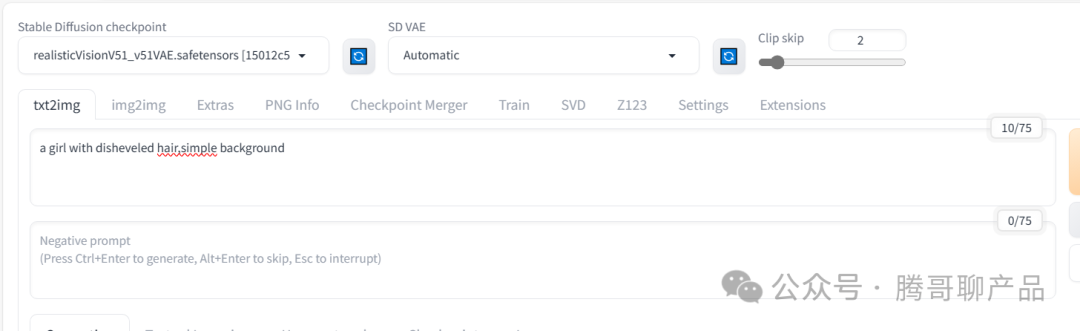 Stable Diffusion checkpoint
SD VAE
Clip skip
2
realisticVisionV51_v51VAE.safetensors [15012c5
Automatic
txt2img img2img Extras PNG Info Checkpoint Merger Train SVD Z123 Settings Extensions
10/75
a girl with disheveled hair,simple background
0/75
Negative prompt
(Press Ctrl+Enter to generate, Alt+Enter to skip, Esc to interrupt)
公众号 · 腾哥聊产品